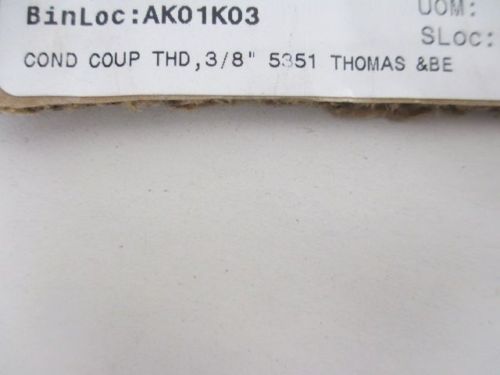 BinLoc:AK01K03
UOM:
SLoc:
COND COUP THD,3/8" 5351 THOMAS &BE